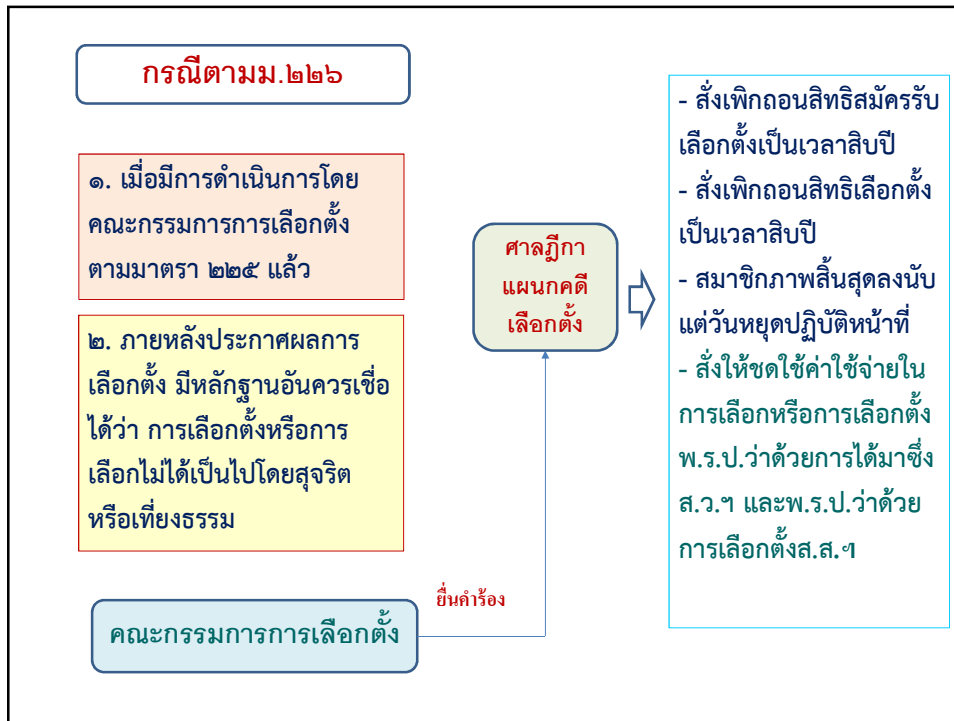 กรณีตามม.๒๒๖
๑. เมื่อมีการดำเนินการโดย
คณะกรรมการการเลือกตั้ง
ตามมาตรา ๒๒๕ แล้ว
๒. ภายหลังประกาศผลการ
เลือกตั้ง มีหลักฐานอันควรเชื่อ
ได้ว่า การเลือกตั้งหรือการ
เลือกไม่ได้เป็นไปโดยสุจริต
หรือเที่ยงธรรม
คณะกรรมการการเลือกตั้ง
ยื่นคำร้อง
ศาลฎีกา
แผนกคดี
เลือกตั้ง
- สั่งเพิกถอนสิทธิสมัครรับ
เลือกตั้งเป็นเวลาสิบปี
- สั่งเพิกถอนสิทธิเลือกตั้ง
เป็นเวลาสิบปี
- สมาชิกภาพสิ้นสุดลงนับ
แต่วันหยุดปฏิบัติหน้าที่
- สั่งให้ชดใช้ค่าใช้จ่ายใน
การเลือกหรือการเลือกตั้ง
พ.ร.ป.ว่าด้วยการได้มาซึ่ง
ส.ว.ฯ และพ.ร.ป.ว่าด้วย
การเลือกตั้งส.ส.ฯ